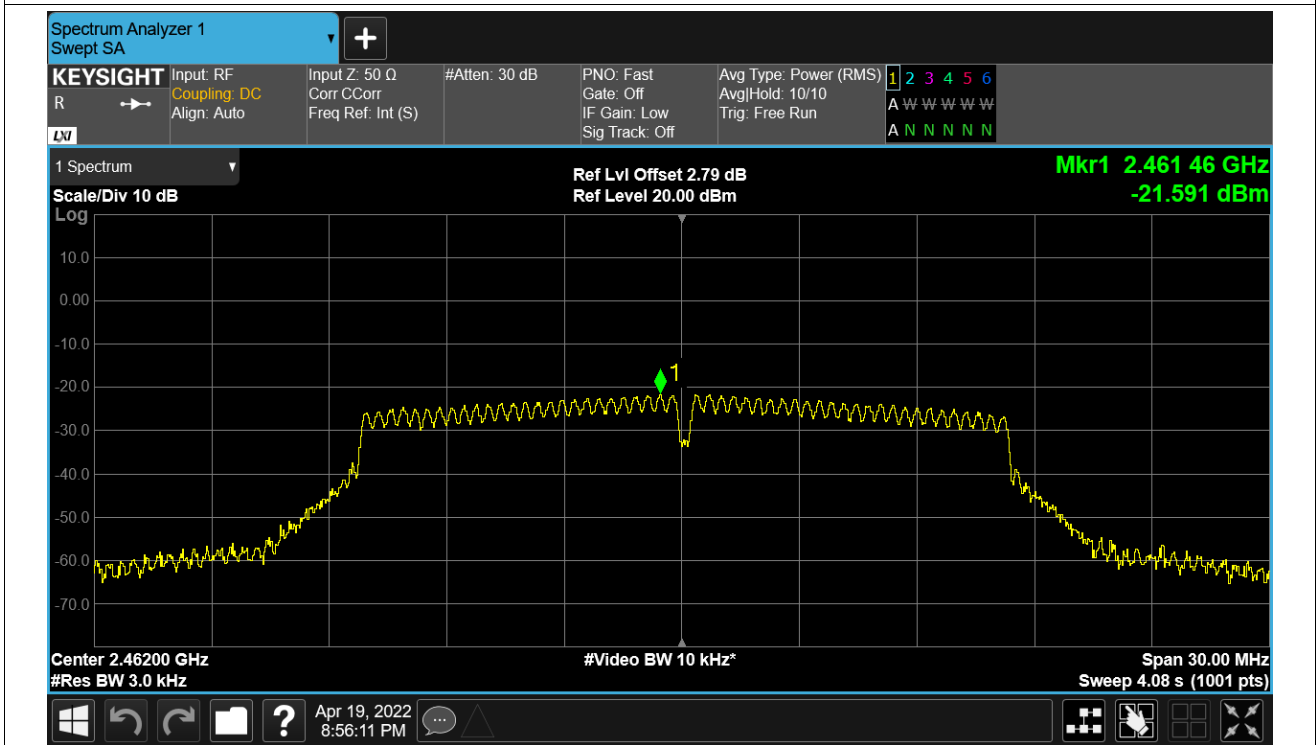 Spectrum Analyzer 1
Swept SA
+
KEYSIGHT
R
LXI
Input: RF
Coupling: DC
Align: Auto
Input Z: 50 Ω
Corr CCorr
Freq Ref: Int (S)
#Atten: 30 dB
PNO: Fast
Gate: Off
IF Gain: Low
Sig Track: Off
Avg Type: Power (RMS)
Avg|Hold: 10/10
Trig: Free Run
1 2 3 4 5 6
A W W W W W
A N N N N N
1 Spectrum
Scale/Div 10 dB
Log
Ref Lvl Offset 2.79 dB
Ref Level 20.00 dBm
Mkr1 2.461 46 GHz
-21.591 dBm
10.0
0.00
-10.0
-20.0
-30.0
-40.0
-50.0
-60.0
-70.0
1
Center 2.46200 GHz
#Res BW 3.0 kHz
#Video BW 10 kHz*
Span 30.00 MHz
Sweep 4.08 s (1001 pts)
?
Apr 19, 2022
8:56:11 PM